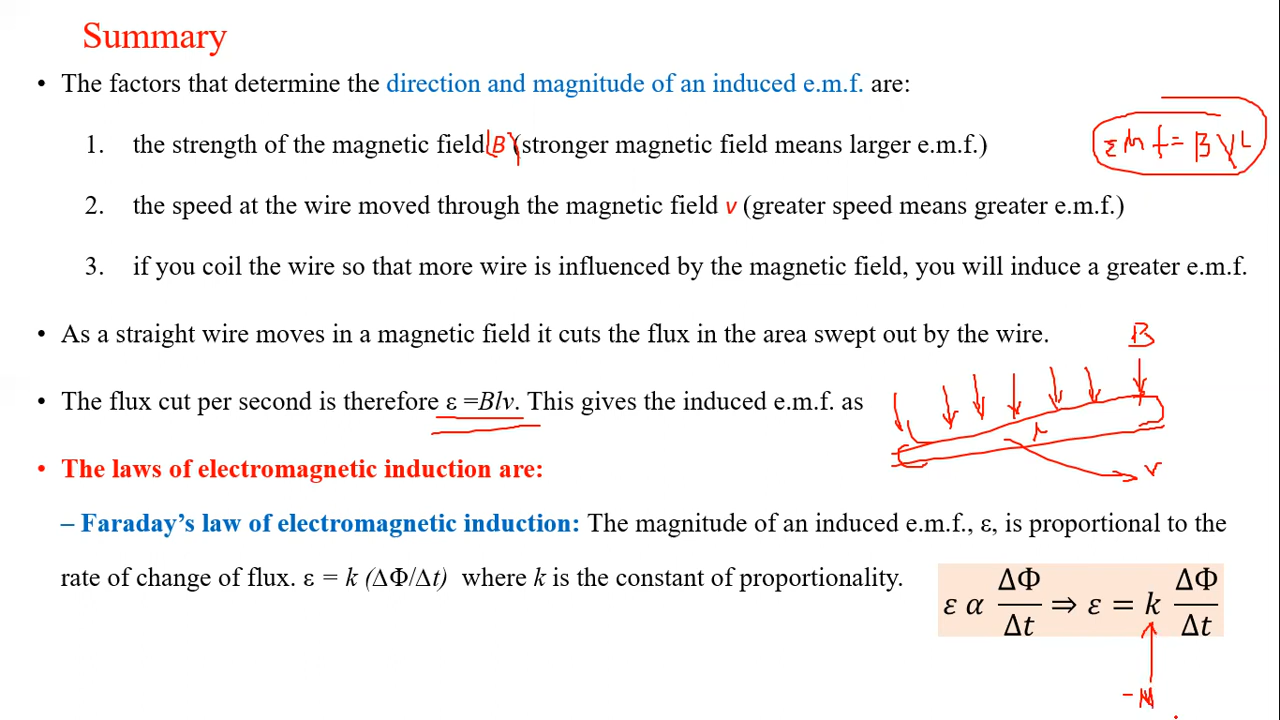 Summary
• The factors that determine the direction and magnitude of an induced e.m.f. are:
1. the strength of the magnetic field (B) (stronger magnetic field means larger e.m.f.)
emf = BVL
2. the speed at the wire moved through the magnetic field v (greater speed means greater e.m.f.)
3. if you coil the wire so that more wire is influenced by the magnetic field, you will induce a greater e.m.f.
• As a straight wire moves in a magnetic field it cuts the flux in the area swept out by the wire.
B
• The flux cut per second is therefore ε =Blv. This gives the induced e.m.f. as
v
• The laws of electromagnetic induction are:
– Faraday’s law of electromagnetic induction: The magnitude of an induced e.m.f., ε, is proportional to the
rate of change of flux. ε = k (ΔΦ/Δt) where k is the constant of proportionality.
ε α ΔΦ/Δt ⇒ ε = k ΔΦ/Δt